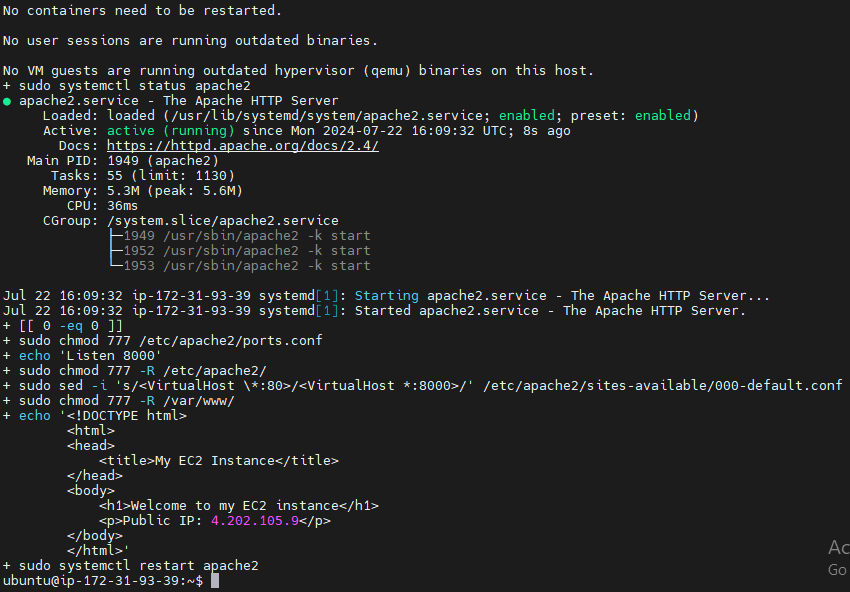 No containers need to be restarted.
No user sessions are running outdated binaries.
No VM guests are running outdated hypervisor (qemu) binaries on this host.
+ sudo systemctl status apache2
● apache2.service - The Apache HTTP Server
     Loaded: loaded (/usr/lib/systemd/system/apache2.service; enabled; preset: enabled)
     Active: active (running) since Mon 2024-07-22 16:09:32 UTC; 8s ago
       Docs: https://httpd.apache.org/docs/2.4/
   Main PID: 1949 (apache2)
      Tasks: 55 (limit: 1130)
     Memory: 5.3M (peak: 5.6M)
        CPU: 36ms
     CGroup: /system.slice/apache2.service
             ├─1949 /usr/sbin/apache2 -k start
             ├─1952 /usr/sbin/apache2 -k start
             └─1953 /usr/sbin/apache2 -k start
Jul 22 16:09:32 ip-172-31-93-39 systemd[1]: Starting apache2.service - The Apache HTTP Server...
Jul 22 16:09:32 ip-172-31-93-39 systemd[1]: Started apache2.service - The Apache HTTP Server.
+ [[ 0 -eq 0 ]]
+ sudo chmod 777 /etc/apache2/ports.conf
+ echo 'Listen 8000'
+ sudo chmod 777 -R /etc/apache2/
+ sudo sed -i 's/<VirtualHost \*:80>/<VirtualHost *:8000>/' /etc/apache2/sites-available/000-default.conf
+ sudo chmod 777 -R /var/www/
+ echo '<!DOCTYPE html>
        <html>
        <head>
            <title>My EC2 Instance</title>
        </head>
        <body>
            <h1>Welcome to my EC2 instance</h1>
            <p>Public IP: 4.202.105.9</p>
        </body>
        </html>'
+ sudo systemctl restart apache2
ubuntu@ip-172-31-93-39:~$
Ac
Go